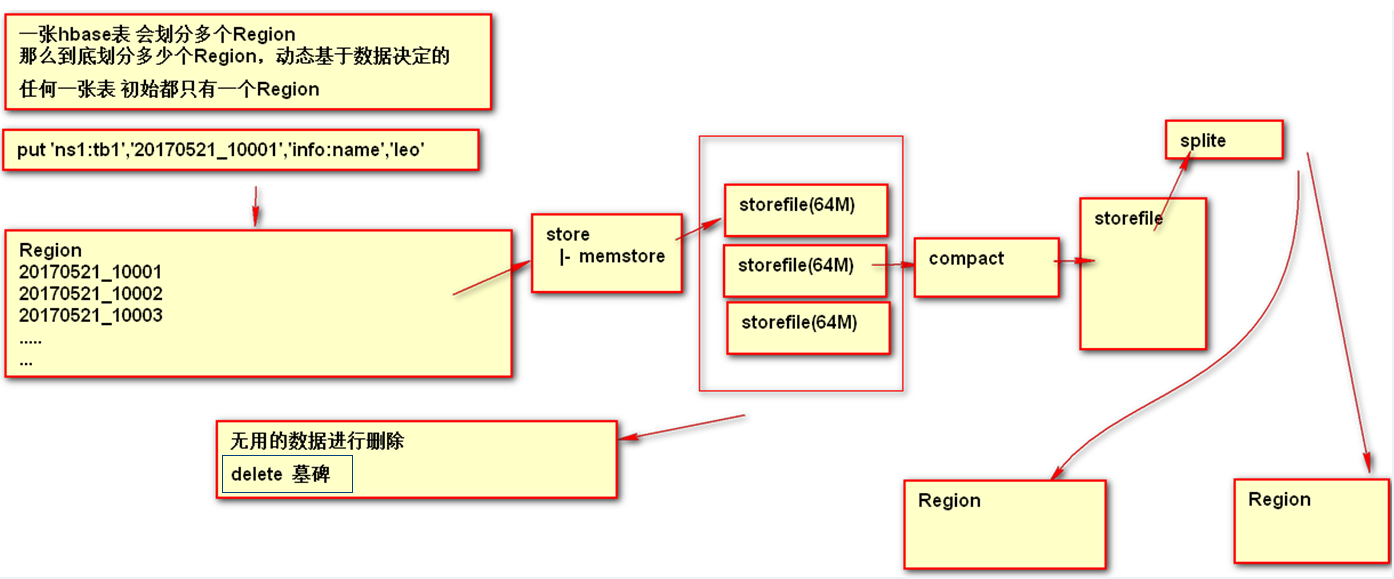 一张hbase表 会划分多个Region
那么到底划分多少个Region，动态基于数据决定的
任何一张表 初始都只有一个Region
put 'ns1:tb1','20170521_10001','info:name','leo'
Region
20170521_10001
20170521_10002
20170521_10003
.....
...
store
|- memstore
storefile(64M)
storefile(64M)
storefile(64M)
compact
storefile
splite
无用的数据进行删除
delete 墓碑
Region
Region